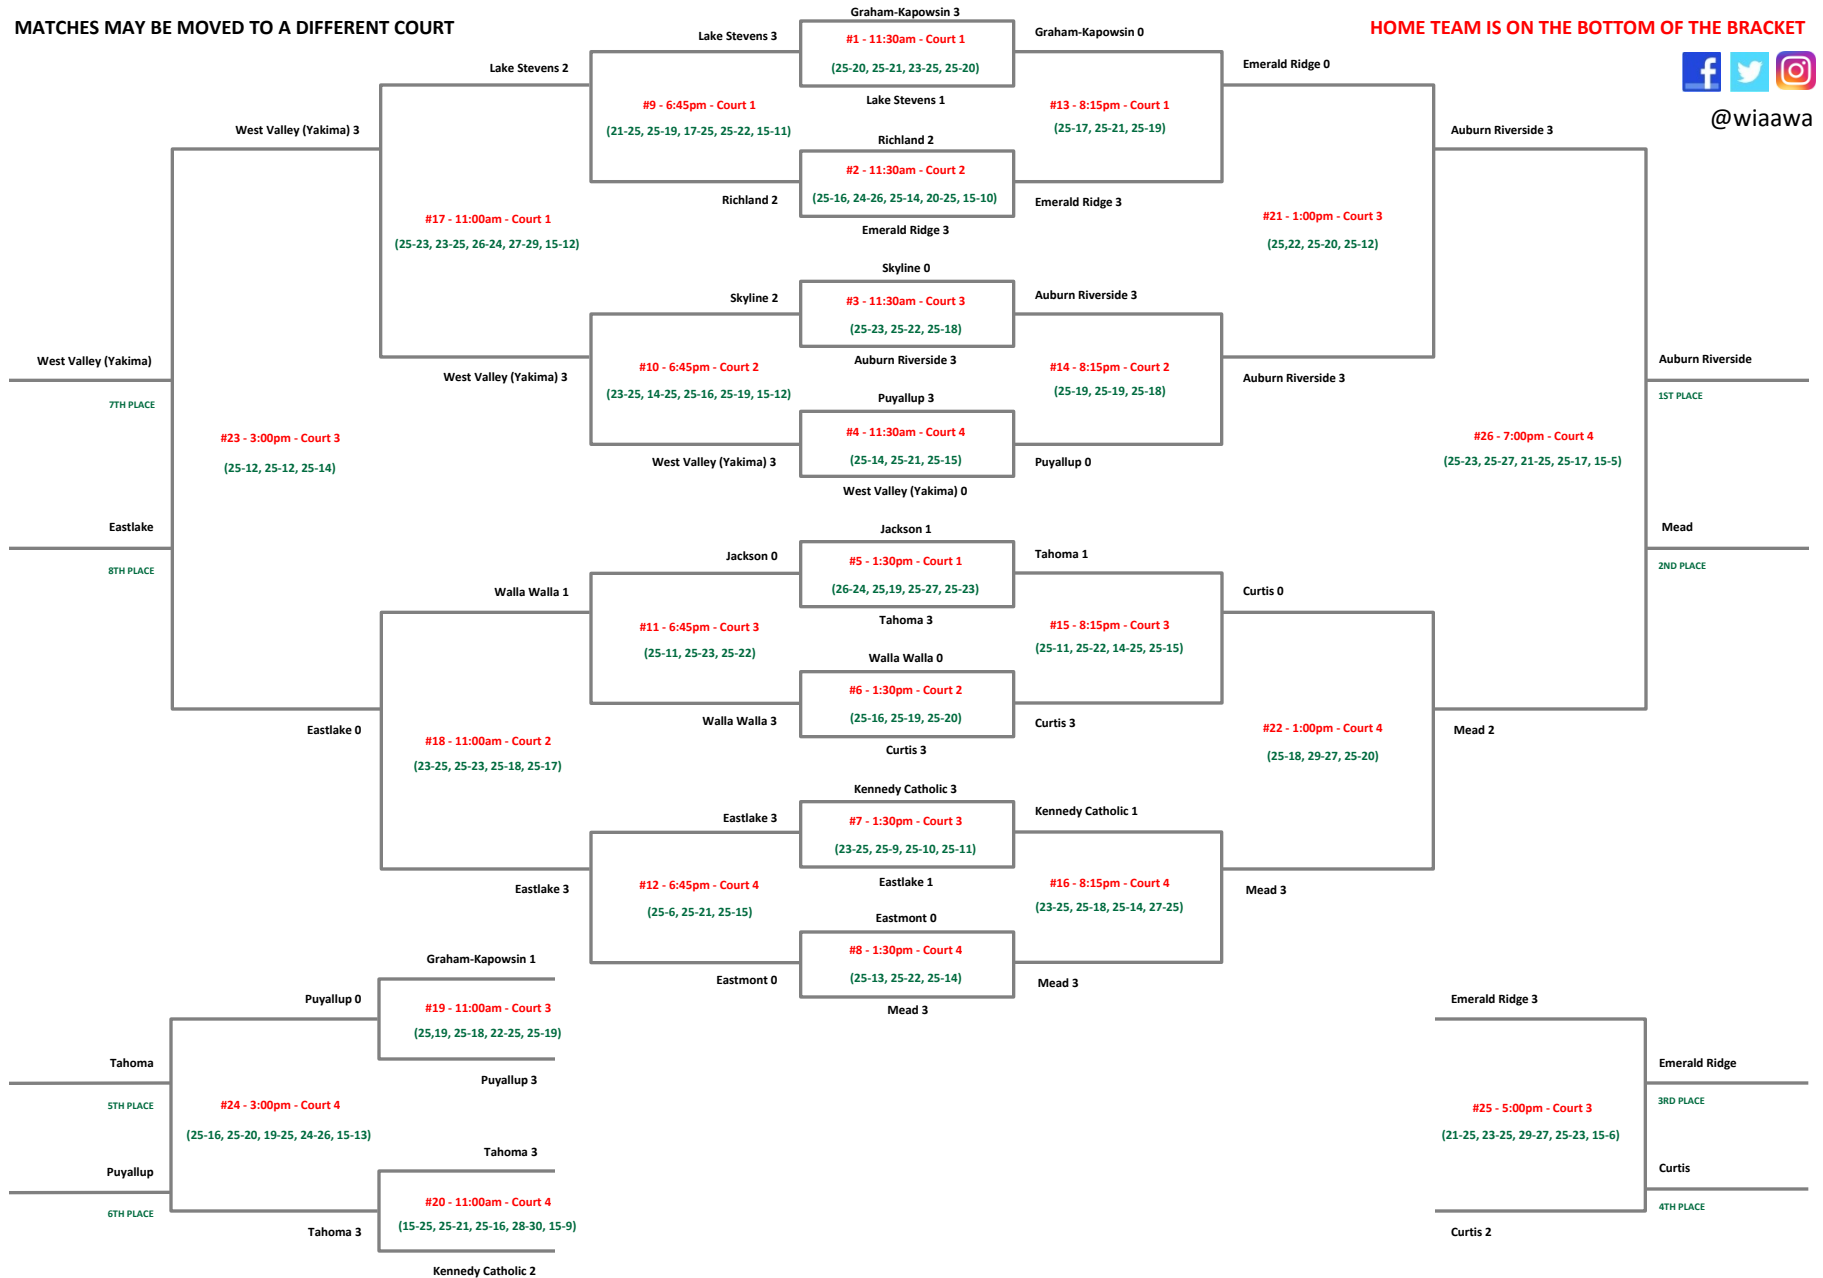 MATCHES MAY BE MOVED TO A DIFFERENT COURT
HOME TEAM IS ON THE BOTTOM OF THE BRACKET
@wiaawa
Graham-Kapowsin 3
#1 - 11:30am - Court 1
(25-20, 25-21, 23-25, 25-20)
Lake Stevens 1
Richland 2
#2 - 11:30am - Court 2
(25-16, 24-26, 25-14, 20-25, 15-10)
Emerald Ridge 3
Skyline 0
#3 - 11:30am - Court 3
(25-23, 25-22, 25-18)
Auburn Riverside 3
Puyallup 3
#4 - 11:30am - Court 4
(25-14, 25-21, 25-15)
West Valley (Yakima) 0
Jackson 1
#5 - 1:30pm - Court 1
(26-24, 25,19, 25-27, 25-23)
Tahoma 3
Walla Walla 0
#6 - 1:30pm - Court 2
(25-16, 25-19, 25-20)
Curtis 3
Kennedy Catholic 3
#7 - 1:30pm - Court 3
(23-25, 25-9, 25-10, 25-11)
Eastlake 1
Eastmont 0
#8 - 1:30pm - Court 4
(25-13, 25-22, 25-14)
Mead 3
Lake Stevens 3
#9 - 6:45pm - Court 1
(21-25, 25-19, 17-25, 25-22, 15-11)
Richland 2
Skyline 2
#10 - 6:45pm - Court 2
(23-25, 14-25, 25-16, 25-19, 15-12)
West Valley (Yakima) 3
Jackson 0
#11 - 6:45pm - Court 3
(25-11, 25-23, 25-22)
Walla Walla 3
Eastlake 3
#12 - 6:45pm - Court 4
(25-6, 25-21, 25-15)
Eastmont 0
Graham-Kapowsin 0
#13 - 8:15pm - Court 1
(25-17, 25-21, 25-19)
Emerald Ridge 3
Auburn Riverside 3
#14 - 8:15pm - Court 2
(25-19, 25-19, 25-18)
Puyallup 0
Tahoma 1
#15 - 8:15pm - Court 3
(25-11, 25-22, 14-25, 25-15)
Curtis 3
Kennedy Catholic 1
#16 - 8:15pm - Court 4
(23-25, 25-18, 25-14, 27-25)
Mead 3
Lake Stevens 2
#17 - 11:00am - Court 1
(25-23, 23-25, 26-24, 27-29, 15-12)
West Valley (Yakima) 3
Walla Walla 1
#18 - 11:00am - Court 2
(23-25, 25-23, 25-18, 25-17)
Eastlake 3
Graham-Kapowsin 1
#19 - 11:00am - Court 3
(25,19, 25-18, 22-25, 25-19)
Puyallup 3
Tahoma 3
#20 - 11:00am - Court 4
(15-25, 25-21, 25-16, 28-30, 15-9)
Kennedy Catholic 2
Emerald Ridge 0
#21 - 1:00pm - Court 3
(25,22, 25-20, 25-12)
Auburn Riverside 3
Curtis 0
#22 - 1:00pm - Court 4
(25-18, 29-27, 25-20)
Mead 3
West Valley (Yakima) 3
#23 - 3:00pm - Court 3
(25-12, 25-12, 25-14)
Eastlake 0
West Valley (Yakima)
7TH PLACE
Eastlake
8TH PLACE
Puyallup 0
#24 - 3:00pm - Court 4
(25-16, 25-20, 19-25, 24-26, 15-13)
Tahoma 3
Tahoma
5TH PLACE
Puyallup
6TH PLACE
Emerald Ridge 3
#25 - 5:00pm - Court 3
(21-25, 23-25, 29-27, 25-23, 15-6)
Curtis 2
Emerald Ridge
3RD PLACE
Curtis
4TH PLACE
Auburn Riverside 3
#26 - 7:00pm - Court 4
(25-23, 25-27, 21-25, 25-17, 15-5)
Mead 2
Auburn Riverside
1ST PLACE
Mead
2ND PLACE